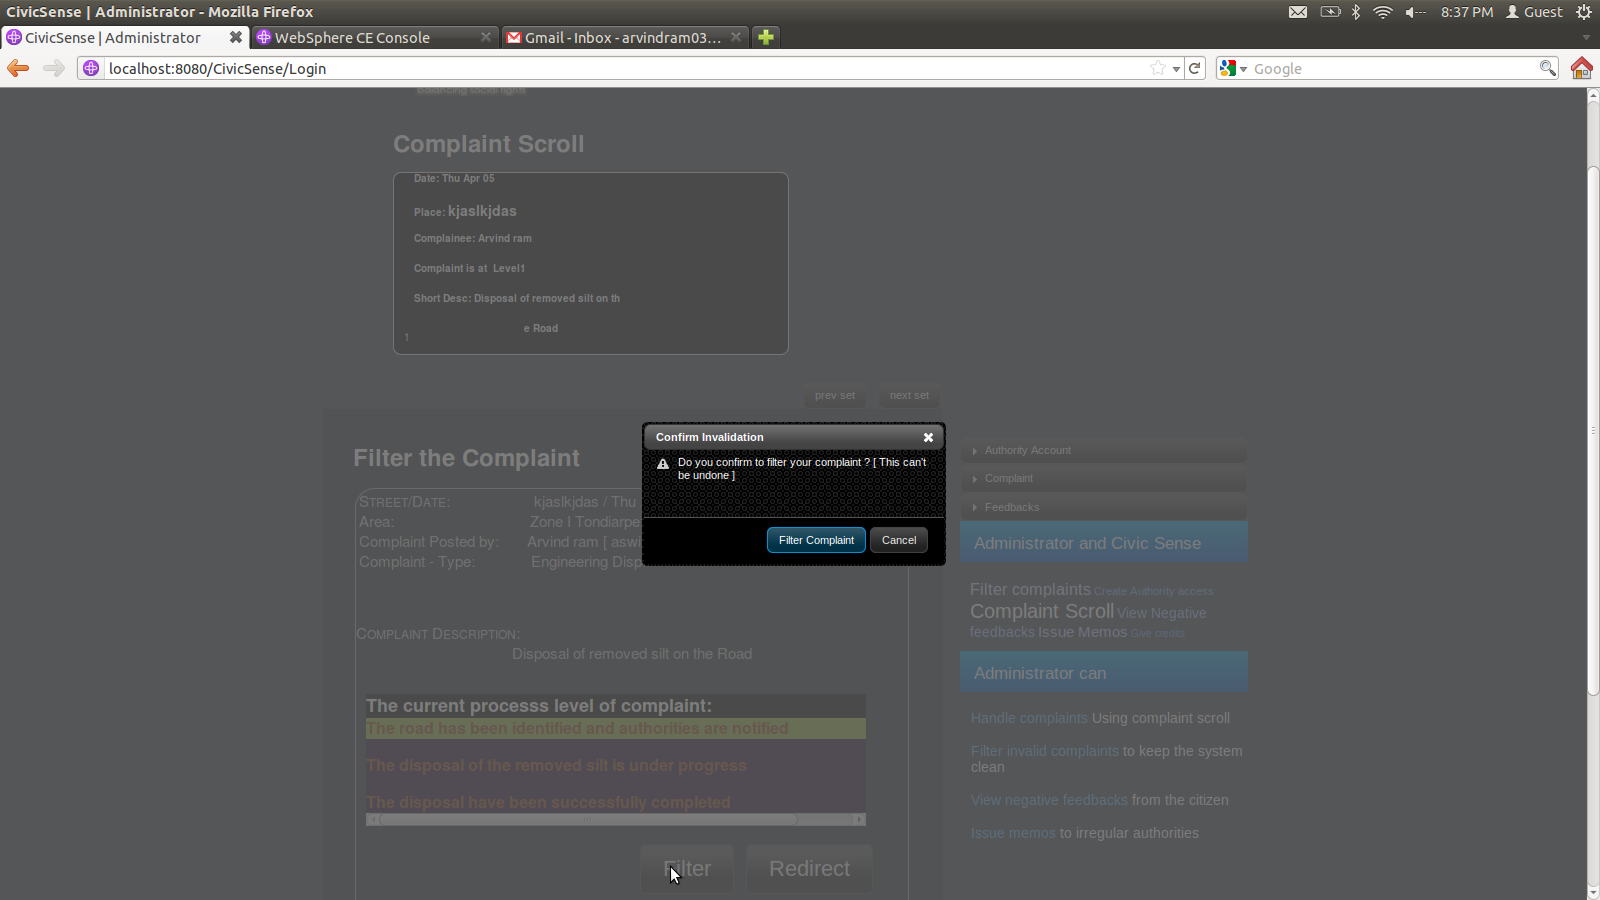 CivicSense | Administrator - Mozilla Firefox
8:37 PM Guest
CivicSense | Administrator
WebSphere CE Console
Gmail - Inbox - arvindram03...
localhost:8080/CivicSense/Login
Google
balancing social rights
Complaint Scroll
Date: Thu Apr 05
Place: kjaslkjdas
Complainee: Arvind ram
Complaint is at Level1
Short Desc: Disposal of removed silt on th
e Road
1
prev set
next set
Filter the Complaint
STREET/DATE: kjaslkjdas / Thu
Area: Zone I Tondiarpe
Complaint Posted by: Arvind ram [ asw
Complaint - Type: Engineering Disp
COMPLAINT DESCRIPTION:
Disposal of removed silt on the Road
The current processs level of complaint:
The road has been identified and authorities are notified
The disposal of the removed silt is under progress
The disposal have been successfully completed
Filter
Redirect
Confirm Invalidation
Do you confirm to filter your complaint ? [ This can't
be undone ]
Filter Complaint
Cancel
Authority Account
Complaint
Feedbacks
Administrator and Civic Sense
Filter complaints Create Authority access
Complaint Scroll View Negative
feedbacks Issue Memos Give credits
Administrator can
Handle complaints Using complaint scroll
Filter invalid complaints to keep the system
clean
View negative feedbacks from the citizen
Issue memos to irregular authorities